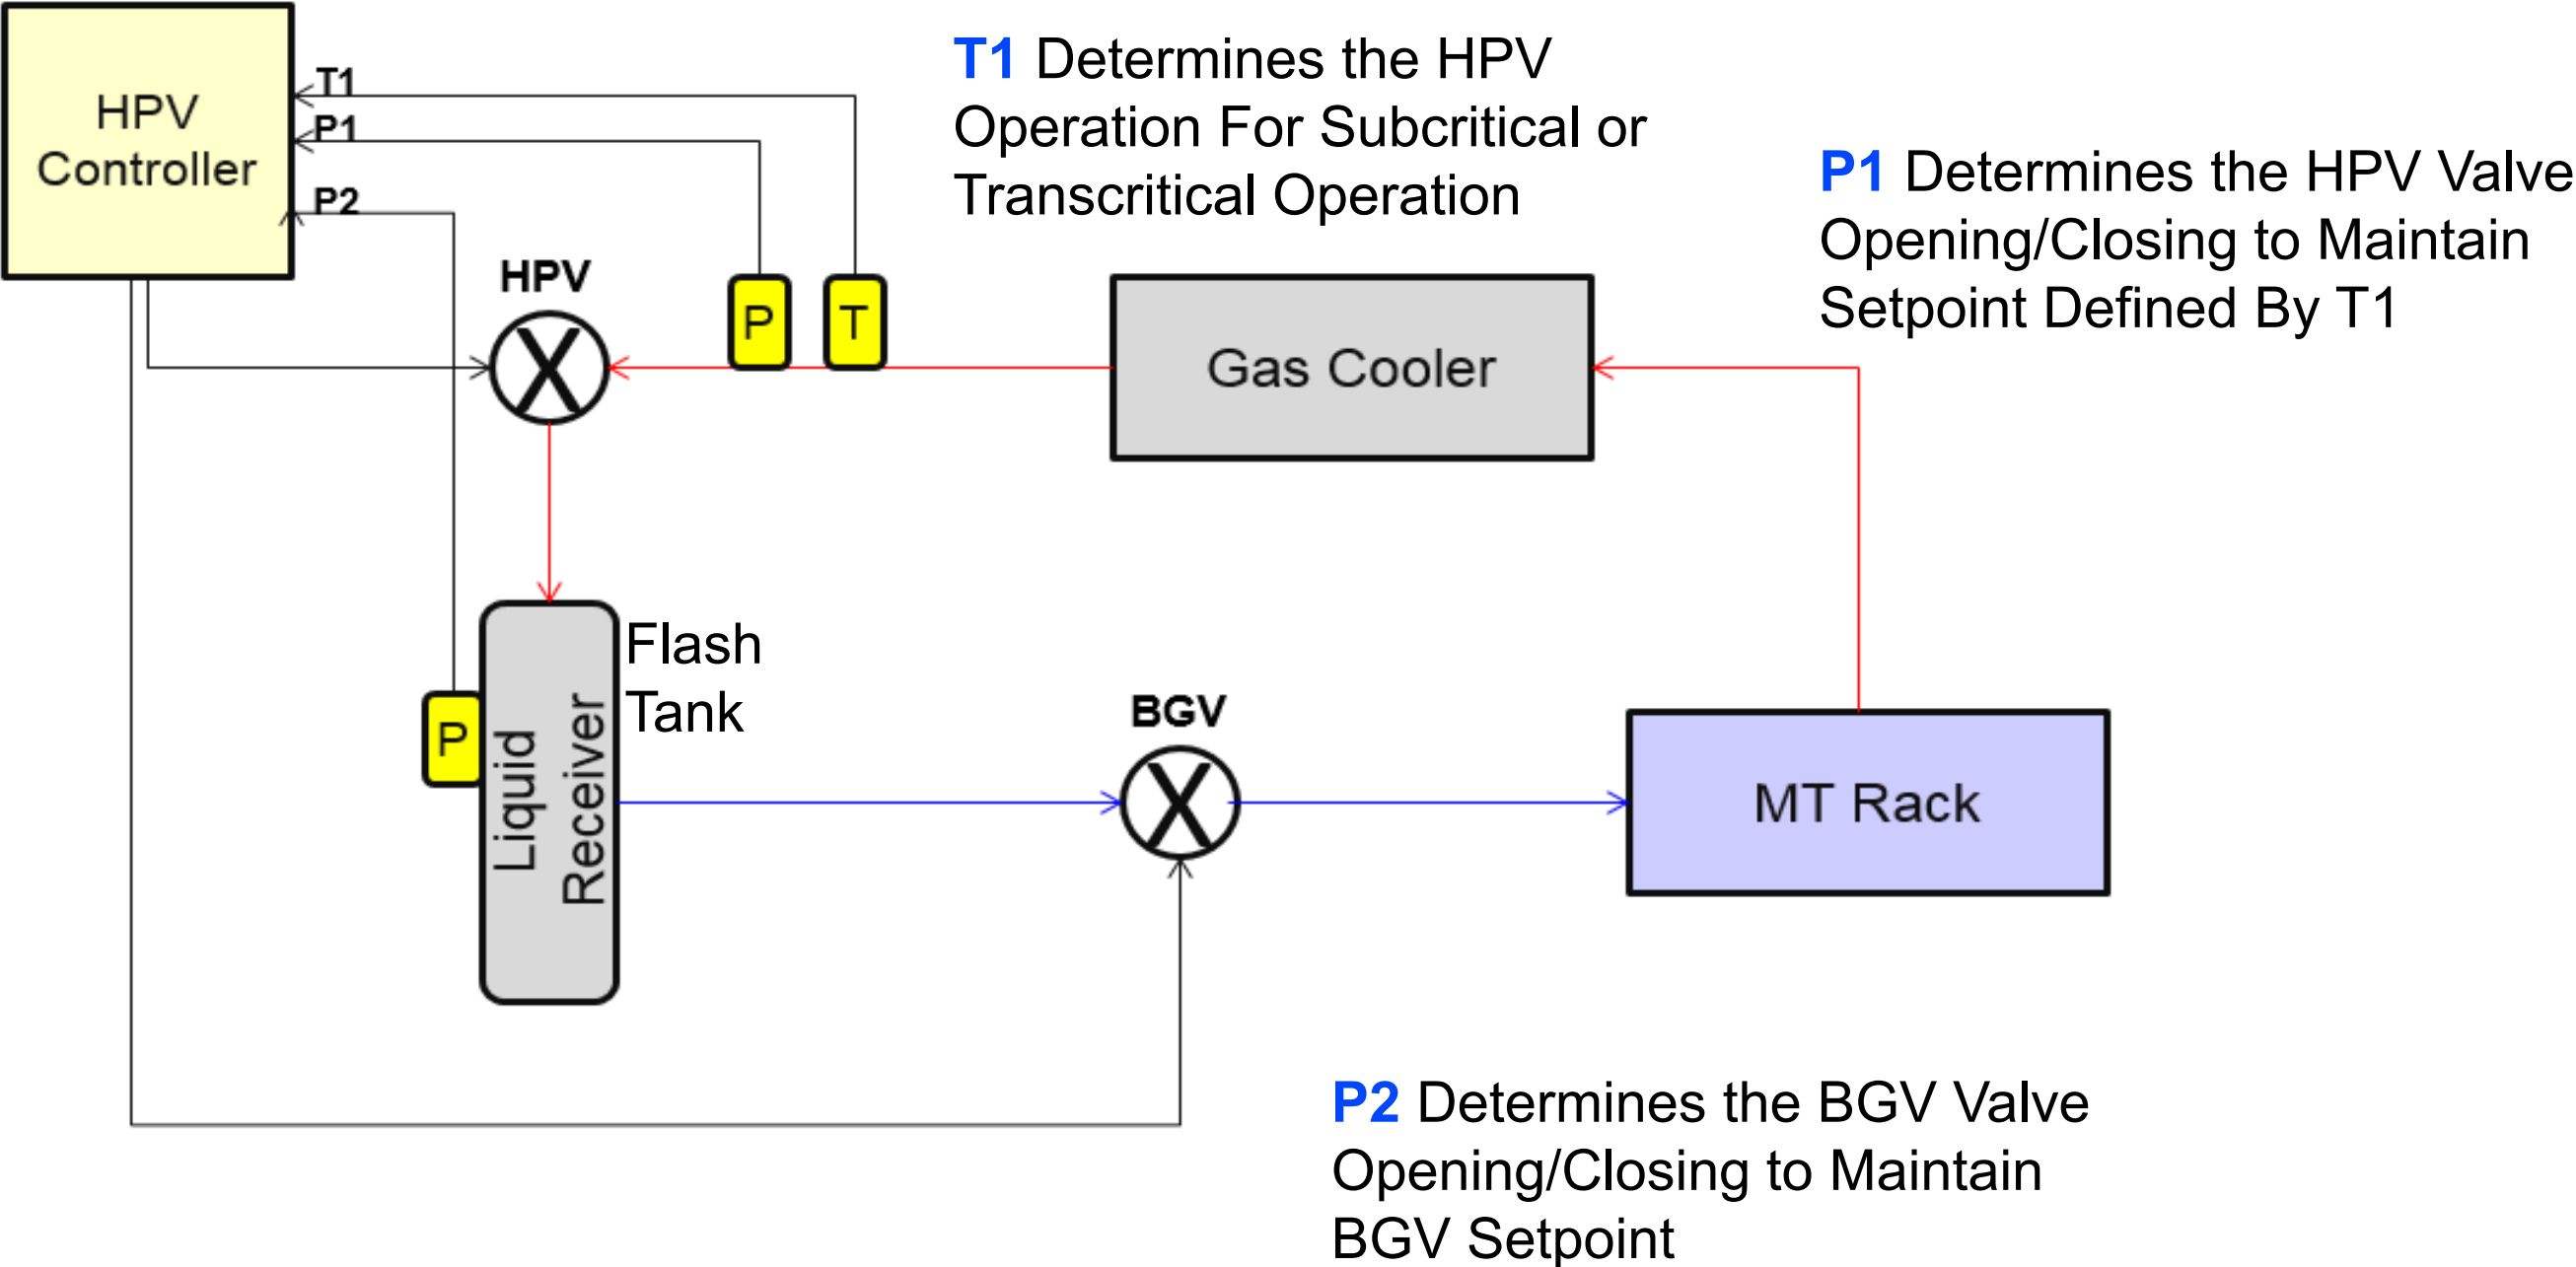 HPV
Controller
T1
P1
P2
HPV
P
T
T1 Determines the HPV
Operation For Subcritical or
Transcritical Operation
P1 Determines the HPV Valve
Opening/Closing to Maintain
Setpoint Defined By T1
Gas Cooler
Flash
Tank
P
Liquid
Receiver
BGV
MT Rack
P2 Determines the BGV Valve
Opening/Closing to Maintain
BGV Setpoint
X
X